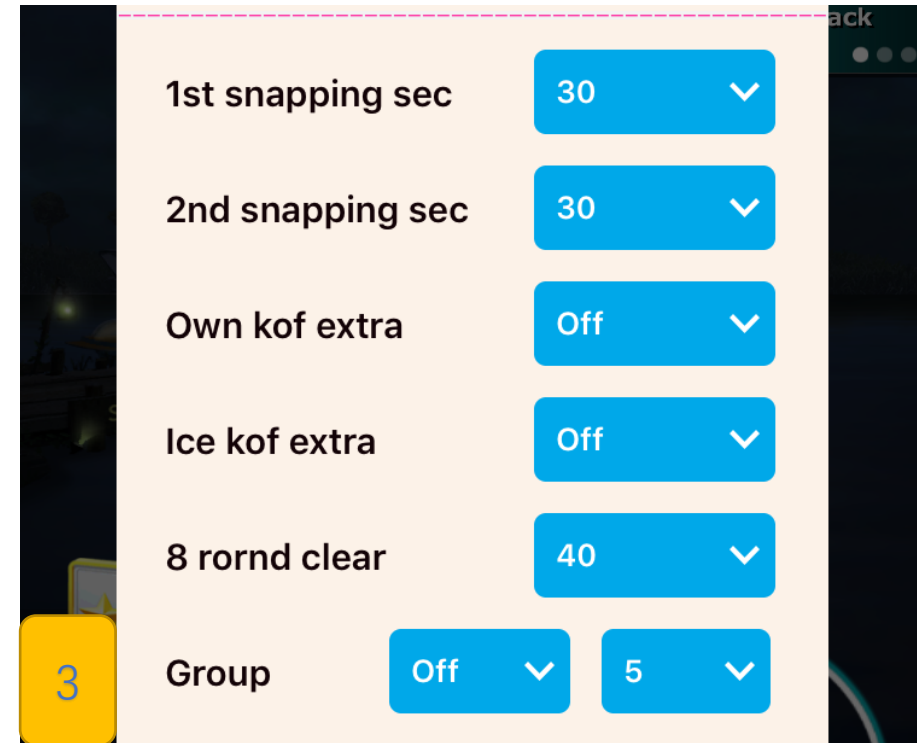 ack
1st snapping sec 30
2nd snapping sec 30
Own kof extra Off
Ice kof extra Off
8 rornd clear 40
3 Group Off 5